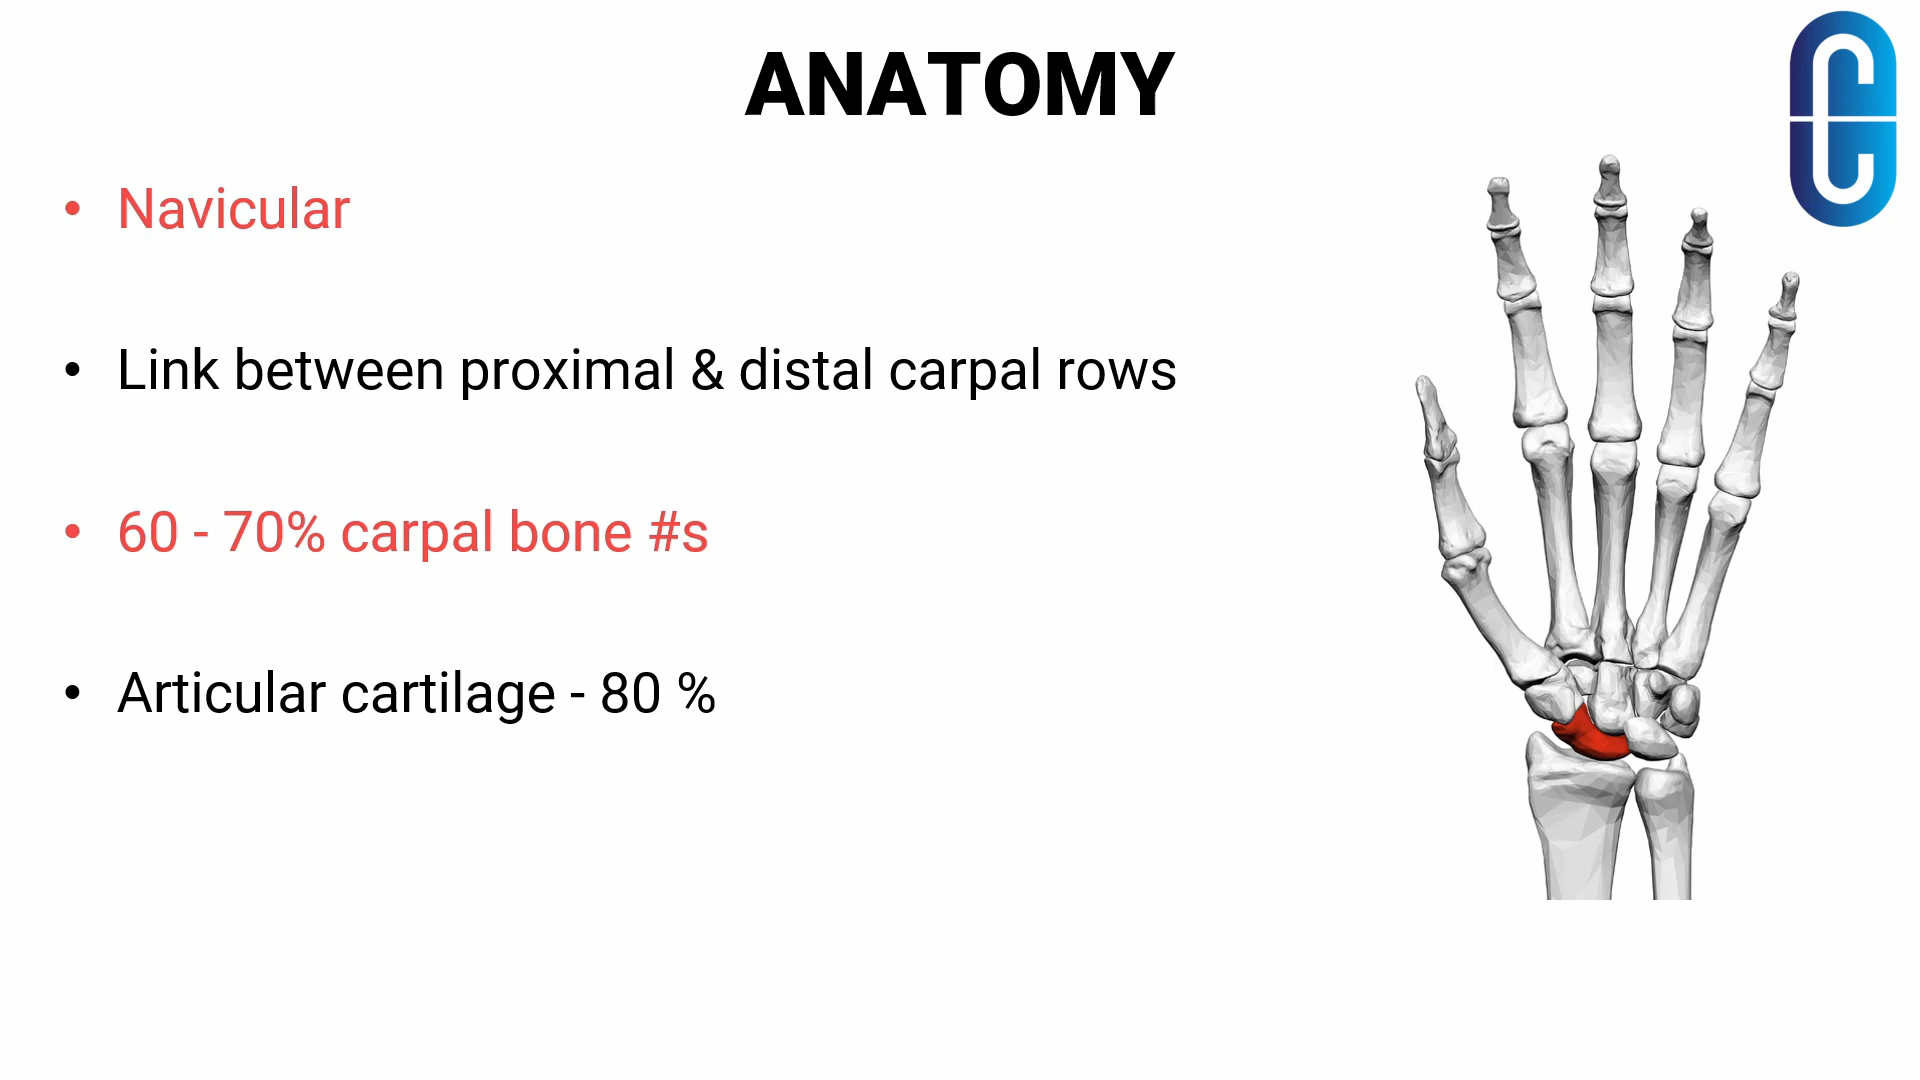 ANATOMY
• Navicular
• Link between proximal & distal carpal rows
• 60 - 70% carpal bone #s
• Articular cartilage - 80 %